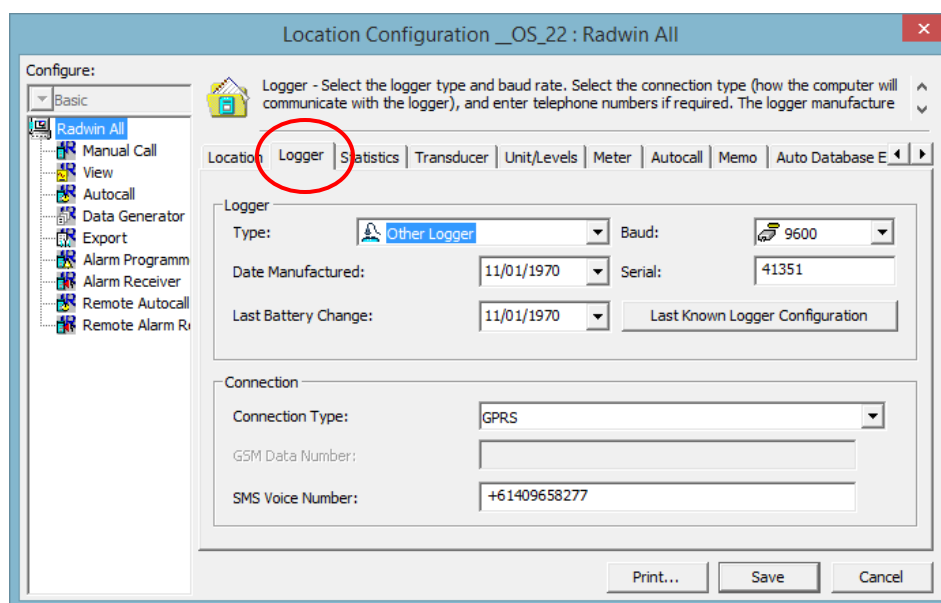 Location Configuration __OS_22 : Radwin All
Configure:
Basic
Radwin All
Manual Call
View
Autocall
Data Generator
Export
Alarm Programm
Alarm Receiver
Remote Autocall
Remote Alarm R
Logger - Select the logger type and baud rate. Select the connection type (how the computer will
communicate with the logger), and enter telephone numbers if required. The logger manufacture
Location Logger Statistics Transducer Unit/Levels Meter Autocall Memo Auto Database E
Logger
Type: Other Logger Baud: 9600
Date Manufactured: 11/01/1970 Serial: 41351
Last Battery Change: 11/01/1970 Last Known Logger Configuration
Connection
Connection Type: GPRS
GSM Data Number:
SMS Voice Number: +61409658277
Print... Save Cancel